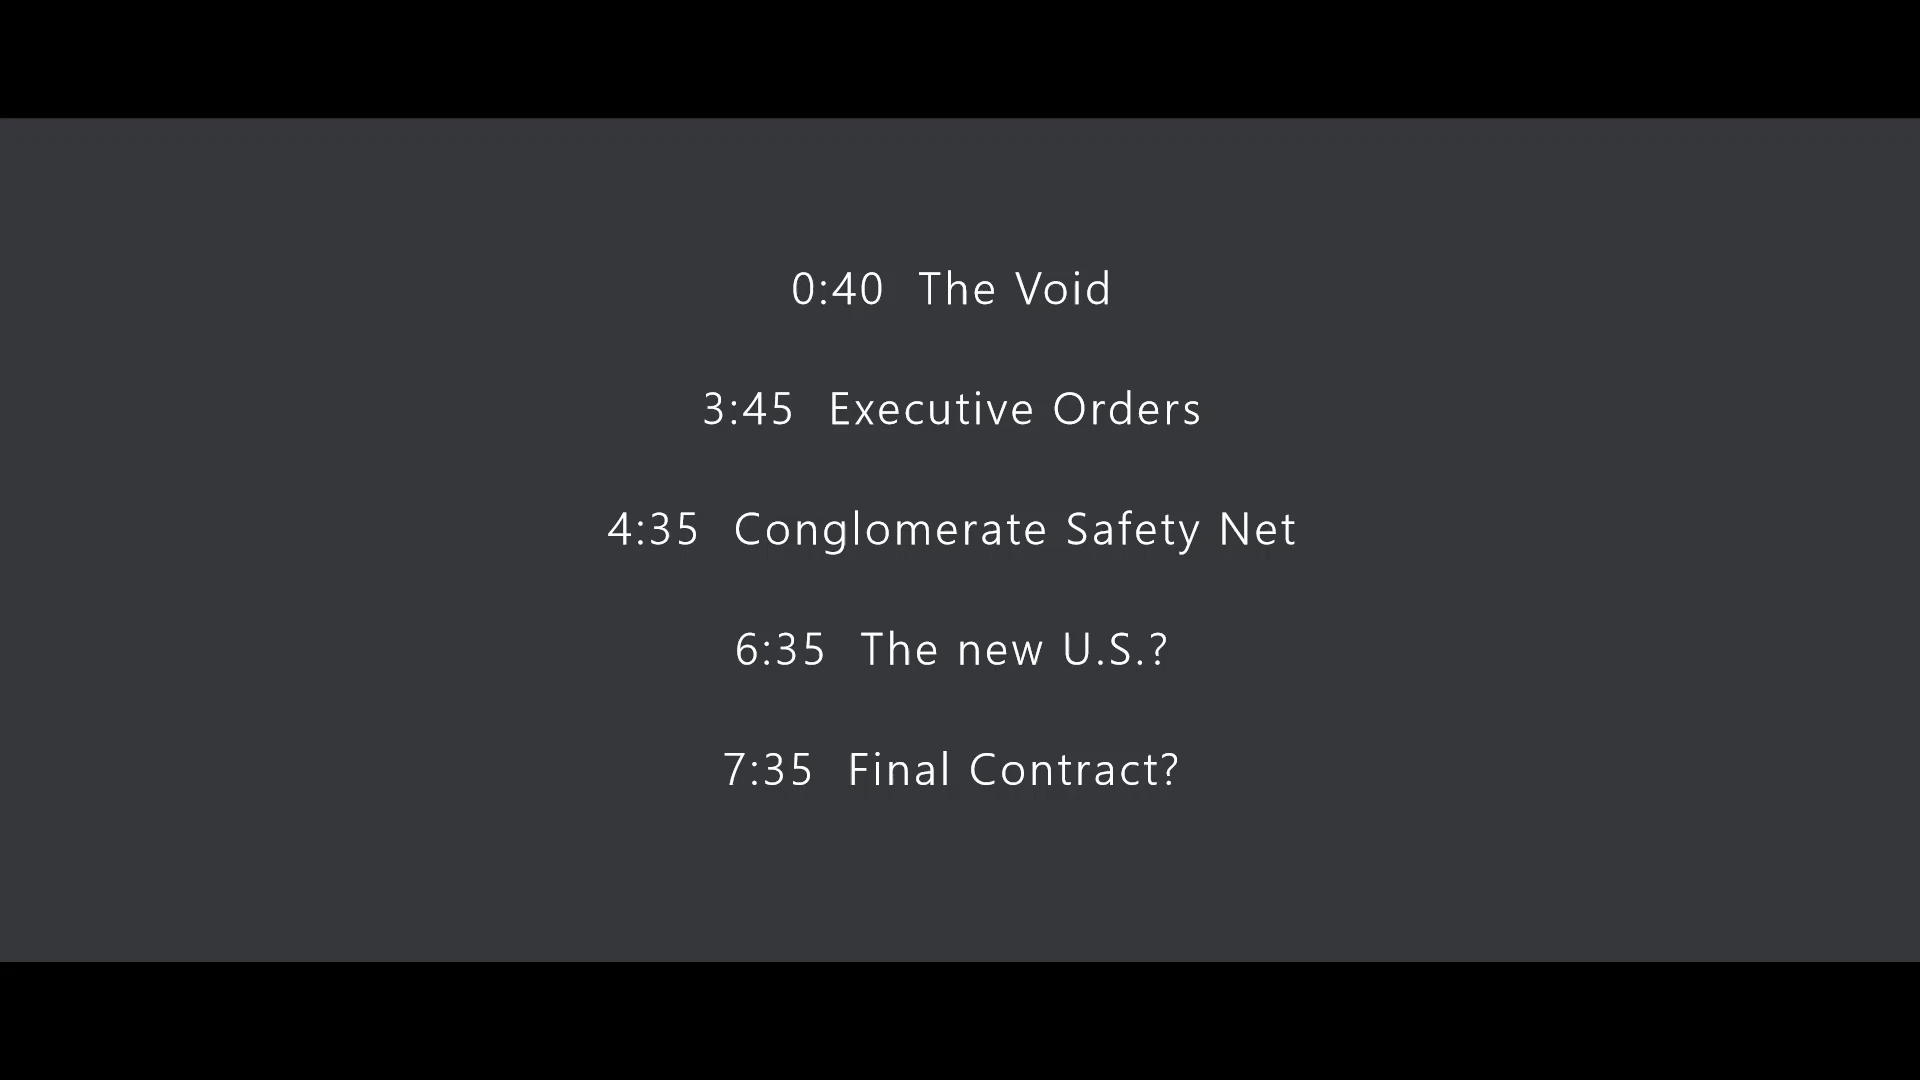 0:40 The Void
3:45 Executive Orders
4:35 Conglomerate Safety Net
6:35 The new U.S.?
7:35 Final Contract?